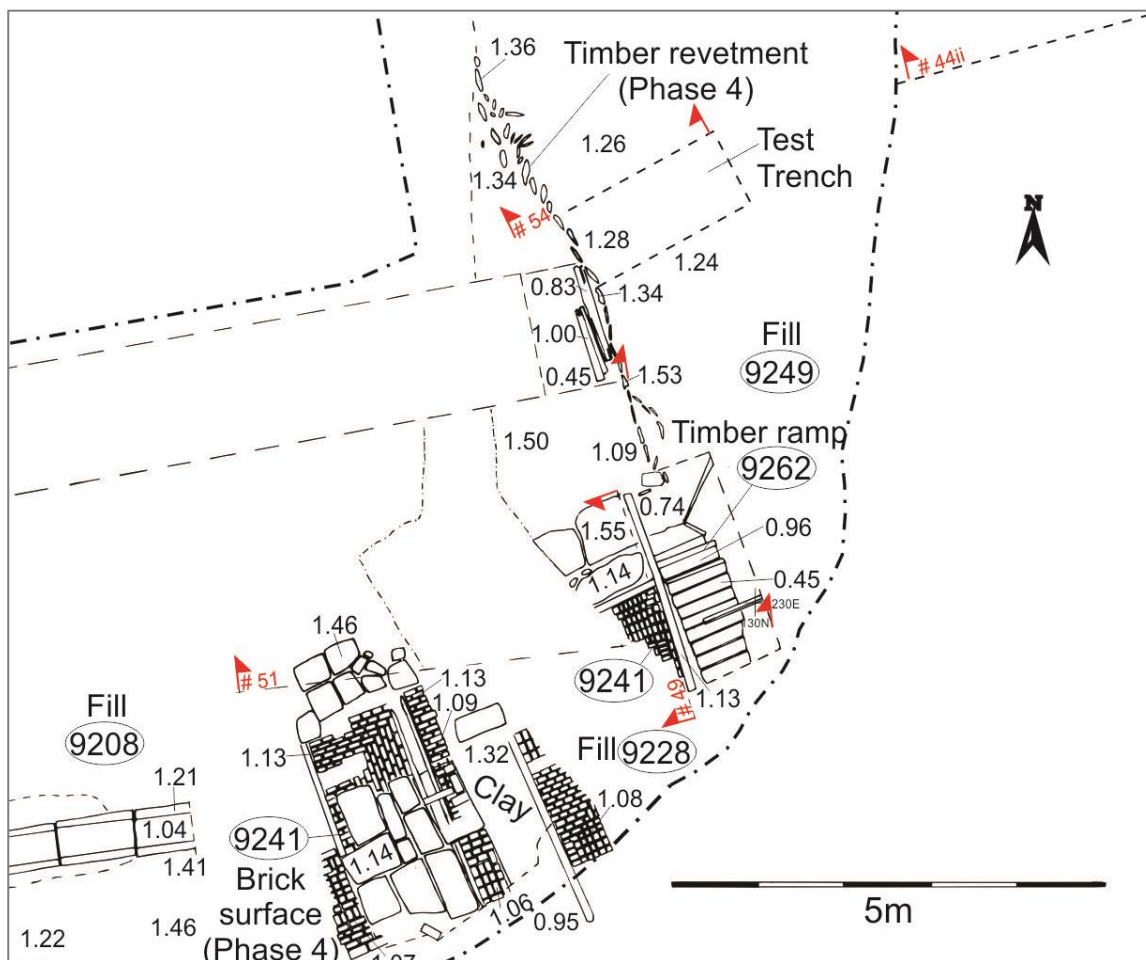 1.36
Timber revetment
(Phase 4)
# 44ii
1.26
Test
Trench
1.34
# 54
N
1.28
1.24
0.83
1.34
1.00
0.45
1.53
Fill
9249
1.50
1.09
Timber ramp
9262
0.74
1.55
0.96
1.14
0.45
230E
130N
1.46
9241
1.13
# 49
# 51
1.13
1.09
Fill
9208
1.13
1.32
Fill 9228
Clay
1.21
1.08
1.04
9241
1.41
1.14
Brick
surface
(Phase 4)
1.06
0.95
5m
1.22
1.46
1.07